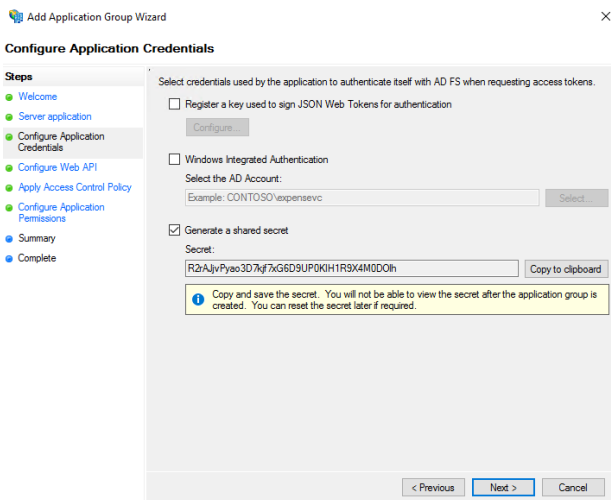 Add Application Group Wizard
Configure Application Credentials
Steps
Welcome
Server application
Configure Application
Credentials
Configure Web API
Apply Access Control Policy
Configure Application
Permissions
Summary
Complete
Select credentials used by the application to authenticate itself with AD FS when requesting access tokens.
Register a key used to sign JSON Web Tokens for authentication
Configure...
Windows Integrated Authentication
Select the AD Account:
Example: CONTOSO\expensevc
Select...
Generate a shared secret
Secret:
R2rAJjvPyao3D7kjf7xG6D9UP0KIH1R9X4M0DOlh
Copy to clipboard
Copy and save the secret. You will not be able to view the secret after the application group is
created. You can reset the secret later if required.
< Previous
Next >
Cancel